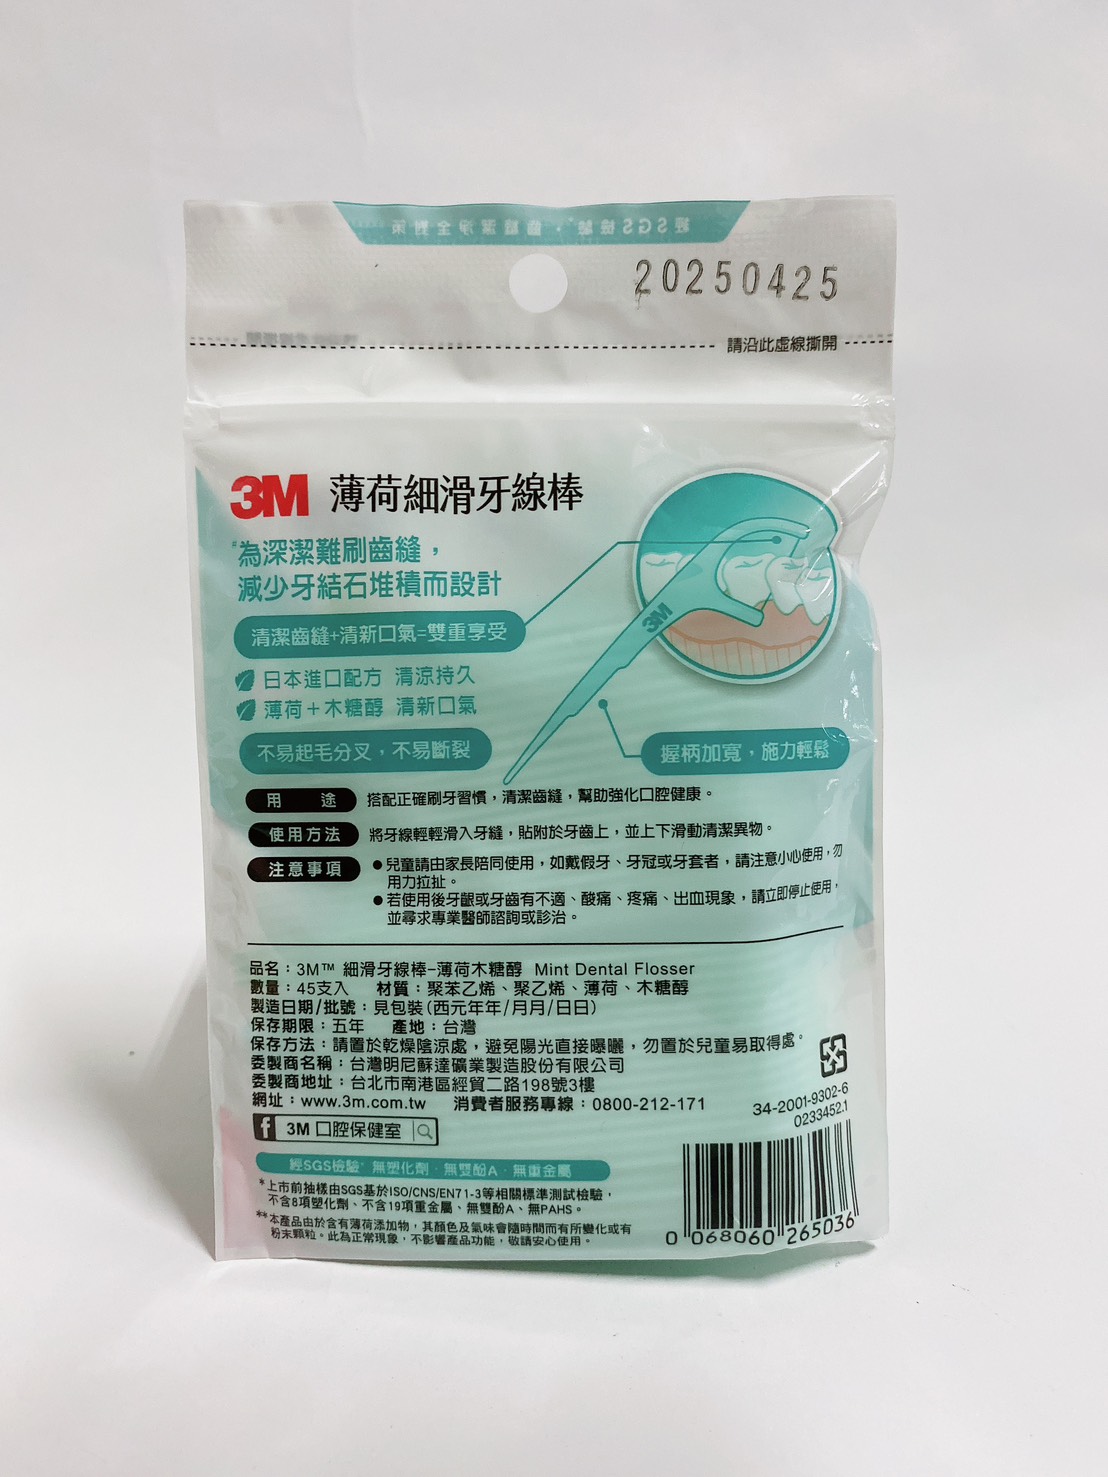 20250425
請沿此虛線撕開
3M 薄荷細滑牙線棒
#為深潔難刷齒縫，
減少牙結石堆積而設計
清潔齒縫+清新口氣=雙重享受
日本進口配方 清涼持久
薄荷+木糖醇 清新口氣
3M
不易起毛分叉，不易斷裂
握柄加寬，施力輕鬆
用 途 搭配正確刷牙習慣，清潔齒縫，幫助強化口腔健康。
使用方法 將牙線輕輕滑入牙縫，貼附於牙齒上，並上下滑動清潔異物。
注意事項 ●兒童請由家長陪同使用，如戴假牙、牙冠或牙套者，請注意小心使用，勿
用力拉扯。
●若使用後牙齦或牙齒有不適、酸痛、疼痛、出血現象，請立即停止使用，
並尋求專業醫師諮詢或診治。
品名：3M™ 細滑牙線棒-薄荷木糖醇 Mint Dental Flosser
數量：45支入 材質：聚苯乙烯、聚乙烯、薄荷、木糖醇
製造日期/批號：見包裝(西元年年/月月/日日)
保存期限：五年 產地：台灣
保存方法：請置於乾燥陰涼處，避免陽光直接曝曬，勿置於兒童易取得處。
委製商名稱：台灣明尼蘇達礦業製造股份有限公司
委製商地址：台北市南港區經貿二路198號3樓
網址：www.3m.com.tw 消費者服務專線：0800-212-171
34-2001-9302-6
0233452.1
f 3M 口腔保健室
經SGS檢驗* 無塑化劑．無雙酚A．無重金屬
*上市前抽樣由SGS基於ISO/CNS/EN71-3等相關標準測試檢驗，
不含8項塑化劑、不含19項重金屬、無雙酚A、無PAHS。
**本產品由於含有薄荷添加物，其顏色及氣味會隨時間而有所變化或有
粉末顆粒。此為正常現象，不影響產品功能，敬請安心使用。
0 068060 265036